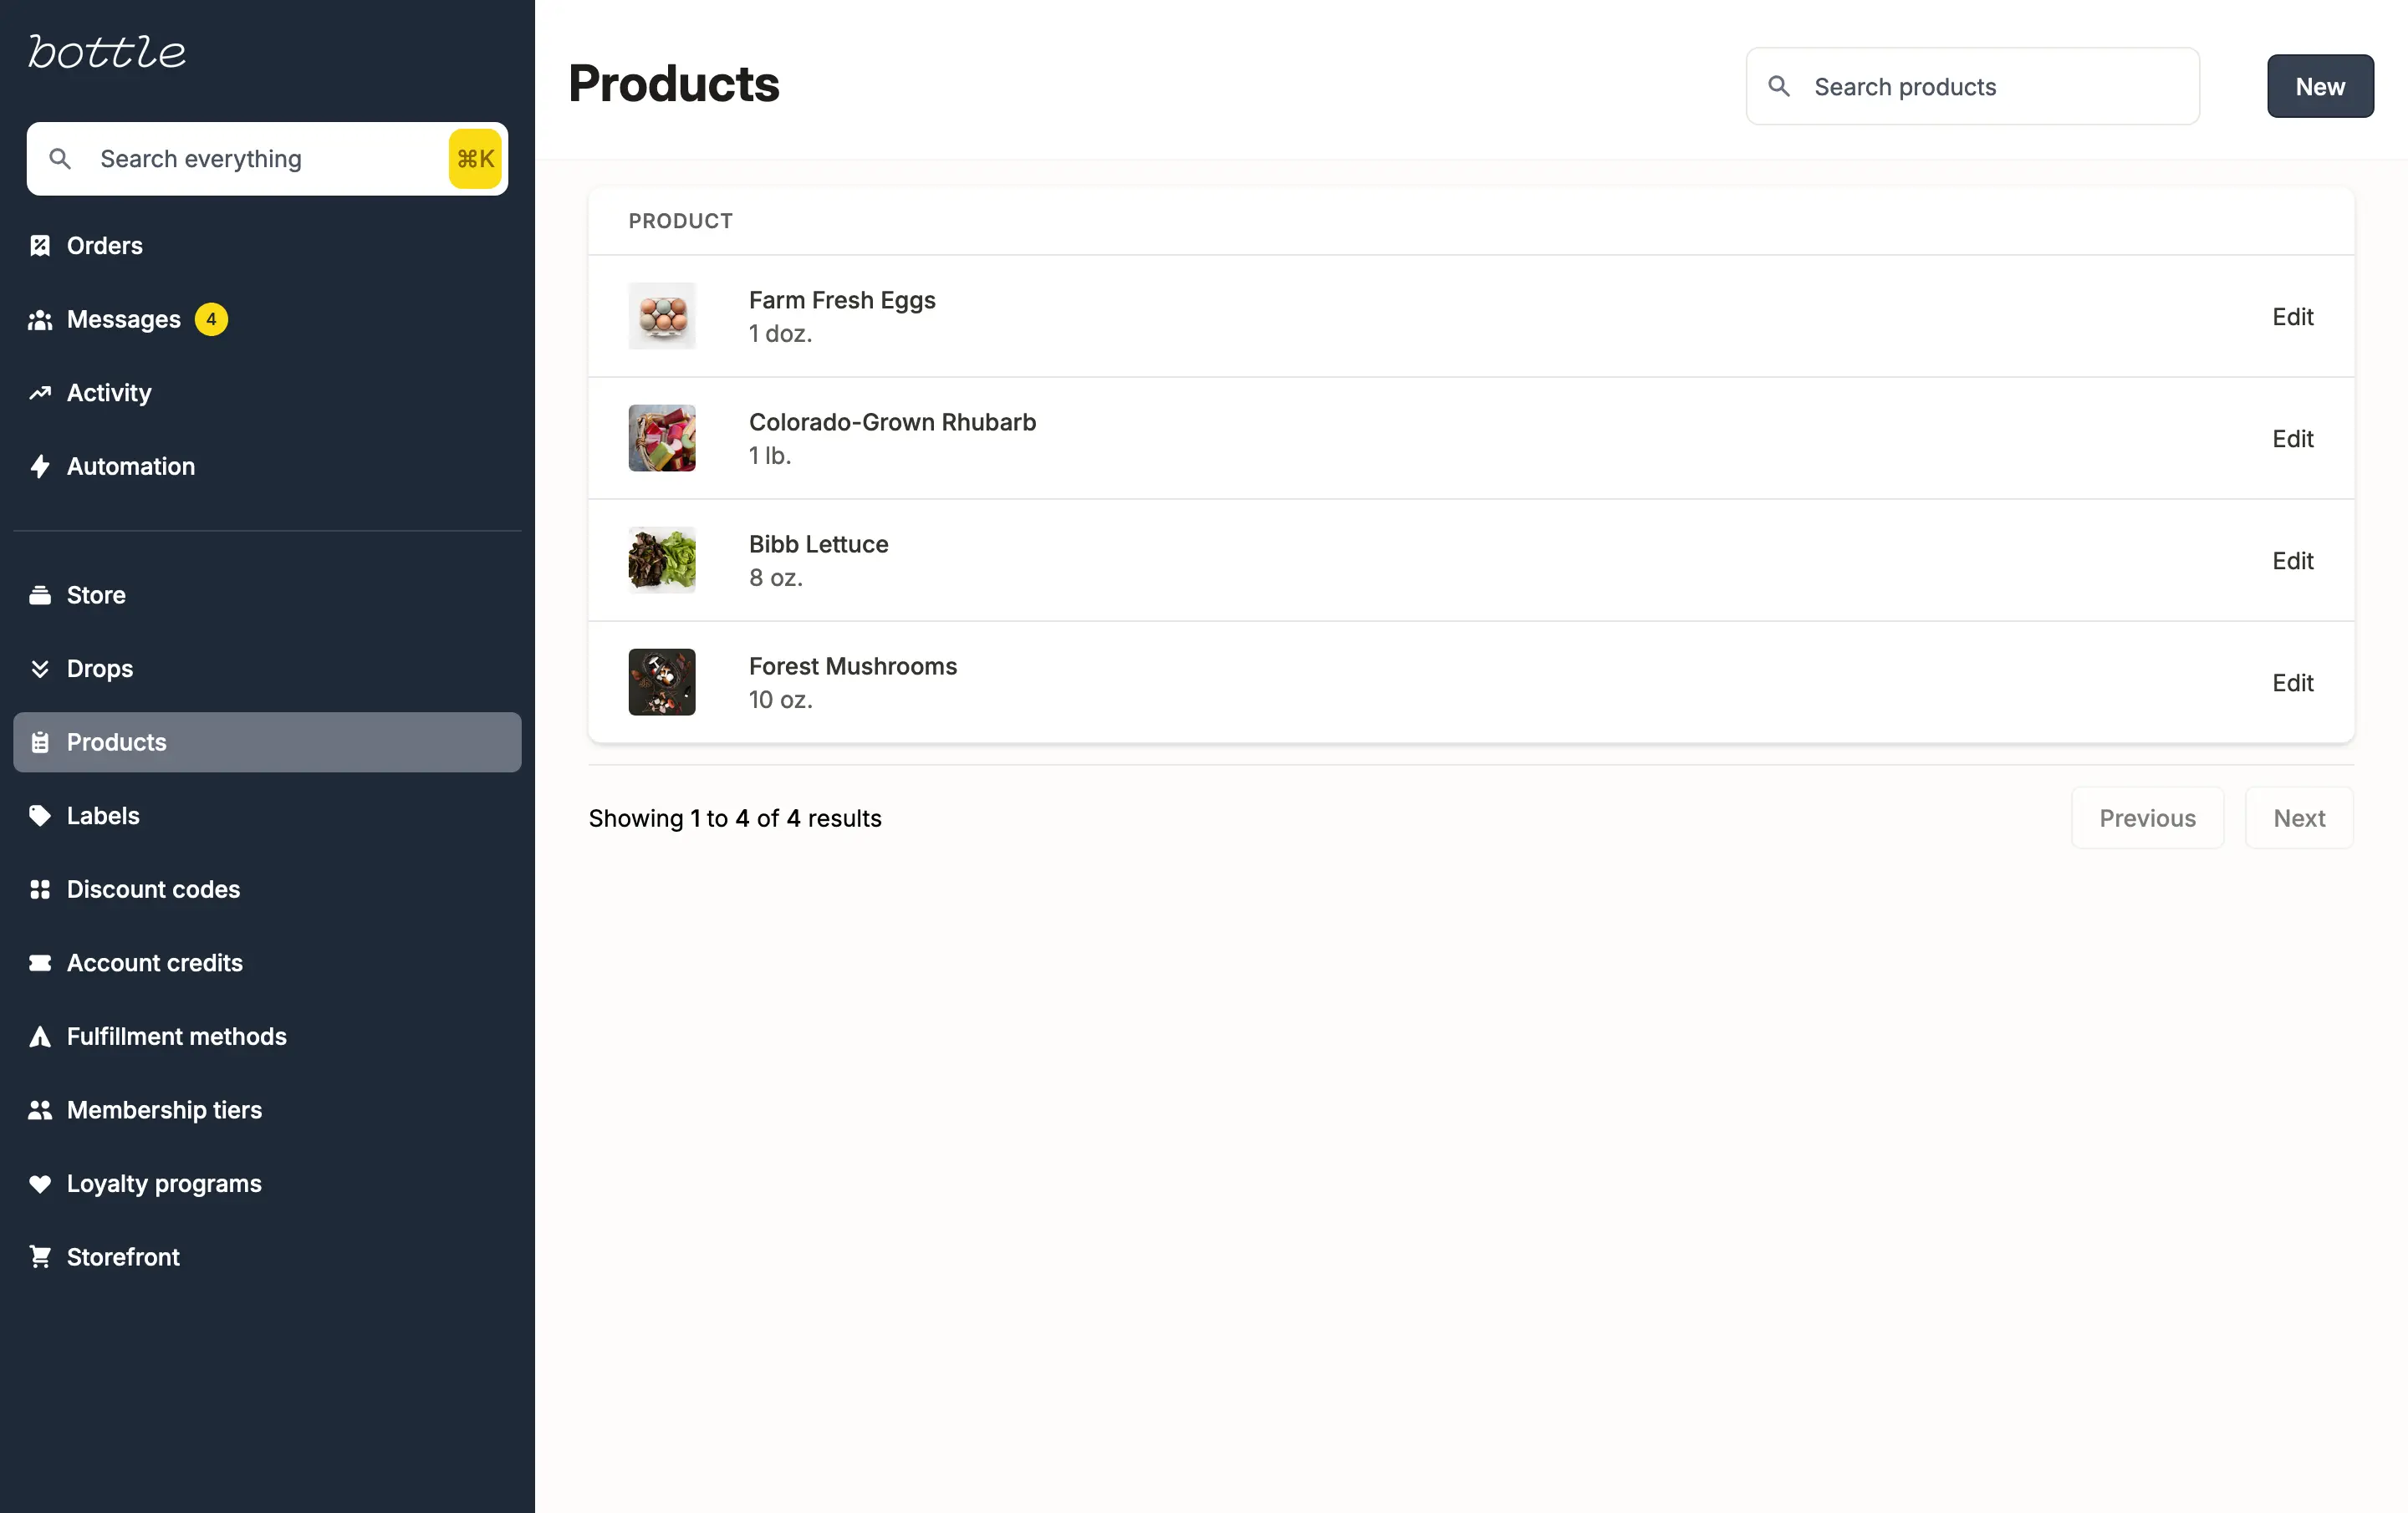 bottle
Search everything ⌘K
Orders
Messages 4
Activity
Automation
Store
Drops
Products
Labels
Discount codes
Account credits
Fulfillment methods
Membership tiers
Loyalty programs
Storefront
Products
Search products
New
PRODUCT
Farm Fresh Eggs
1 doz.
Edit
Colorado-Grown Rhubarb
1 lb.
Edit
Bibb Lettuce
8 oz.
Edit
Forest Mushrooms
10 oz.
Edit
Showing 1 to 4 of 4 results
Previous
Next